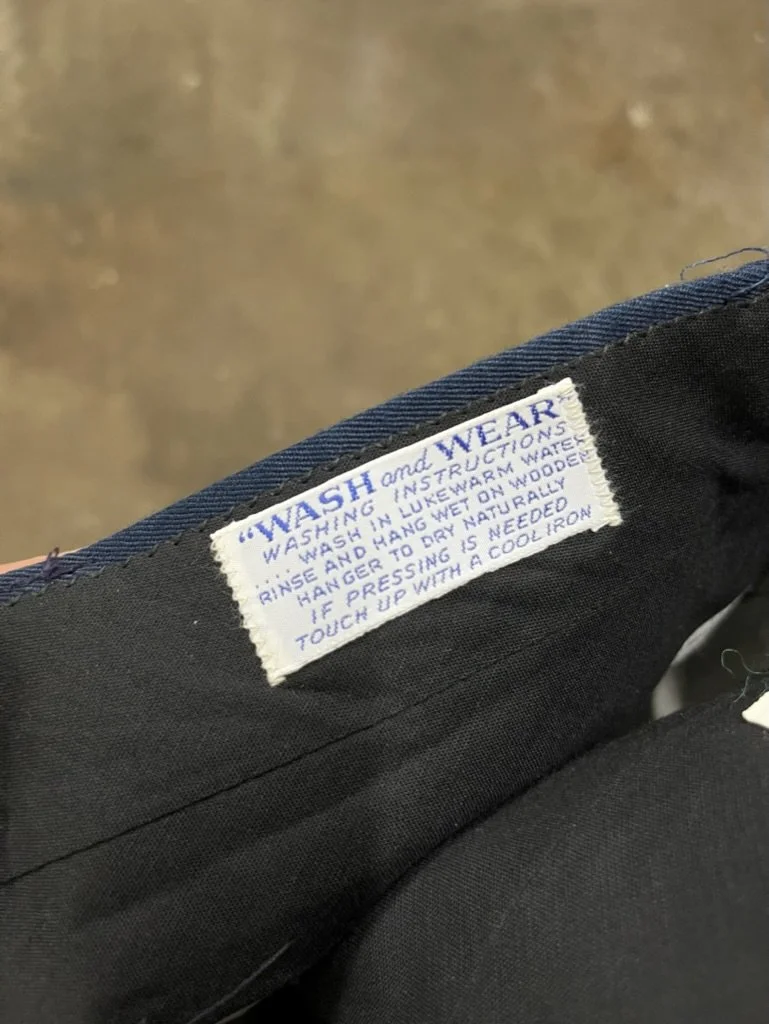 “WASH and WEAR”
WASHING INSTRUCTIONS
.... WASH IN LUKEWARM WATER
RINSE AND HANG WET ON WOODEN
HANGER TO DRY NATURALLY
IF PRESSING IS NEEDED
TOUCH UP WITH A COOL IRON